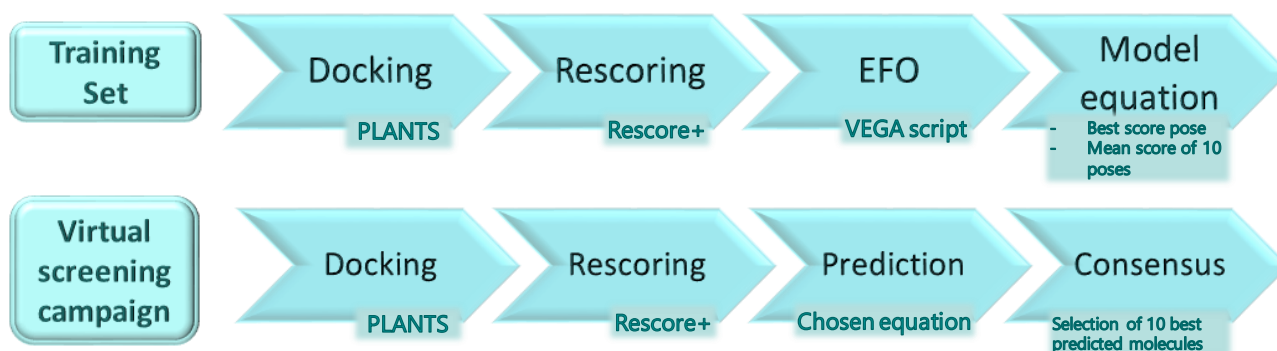 Training
Set
Docking
PLANTS
Rescoring
Rescore+
EFO
VEGA script
Model
equation
- Best score pose
- Mean score of 10
poses
Virtual
screening
campaign
Docking
PLANTS
Rescoring
Rescore+
Prediction
Chosen equation
Consensus
Selection of 10 best
predicted molecules